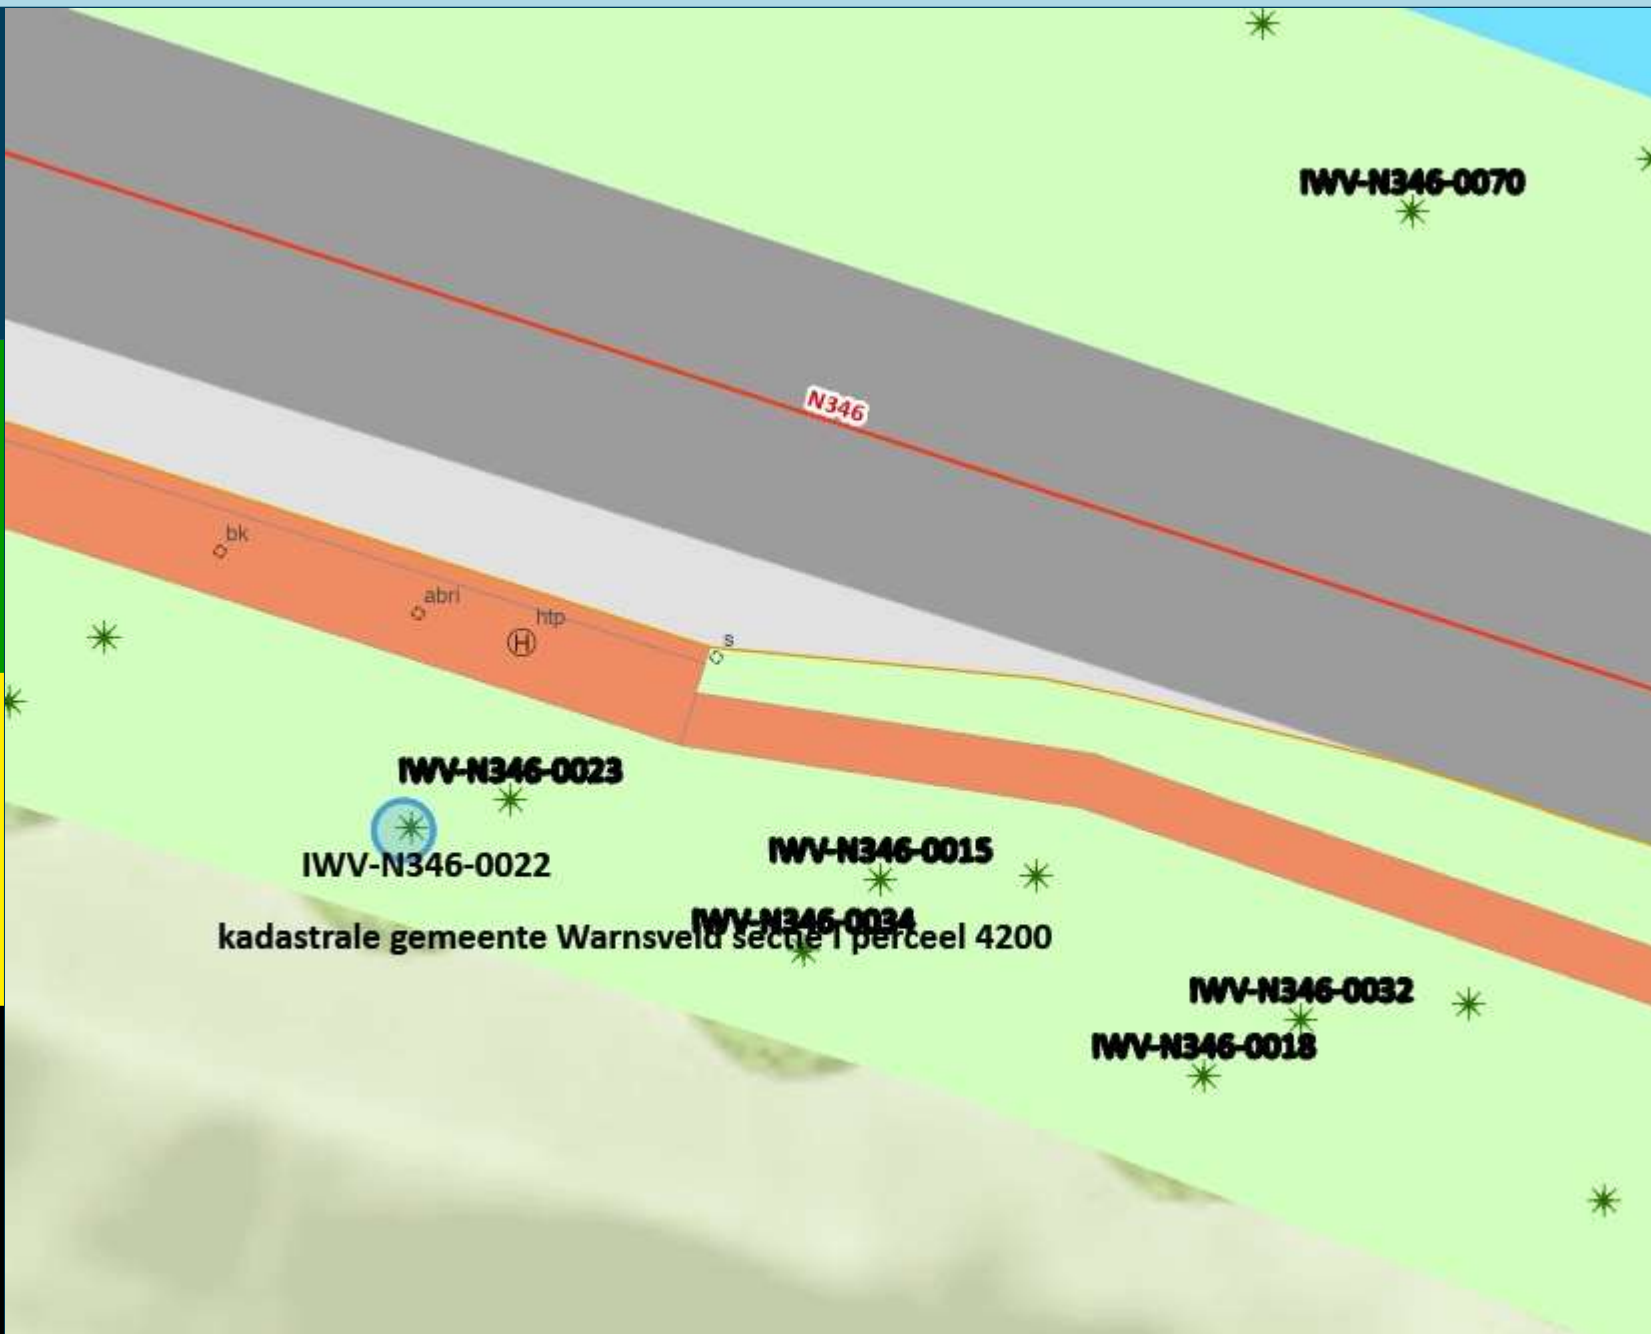 IWV-N346-0070
N346
bk
abri
htp
H
s
IWV-N346-0023
IWV-N346-0022
IWV-N346-0015
IWV-N346-0034
kadastrale gemeente Warnsveld sectie I perceel 4200
IWV-N346-0032
IWV-N346-0018